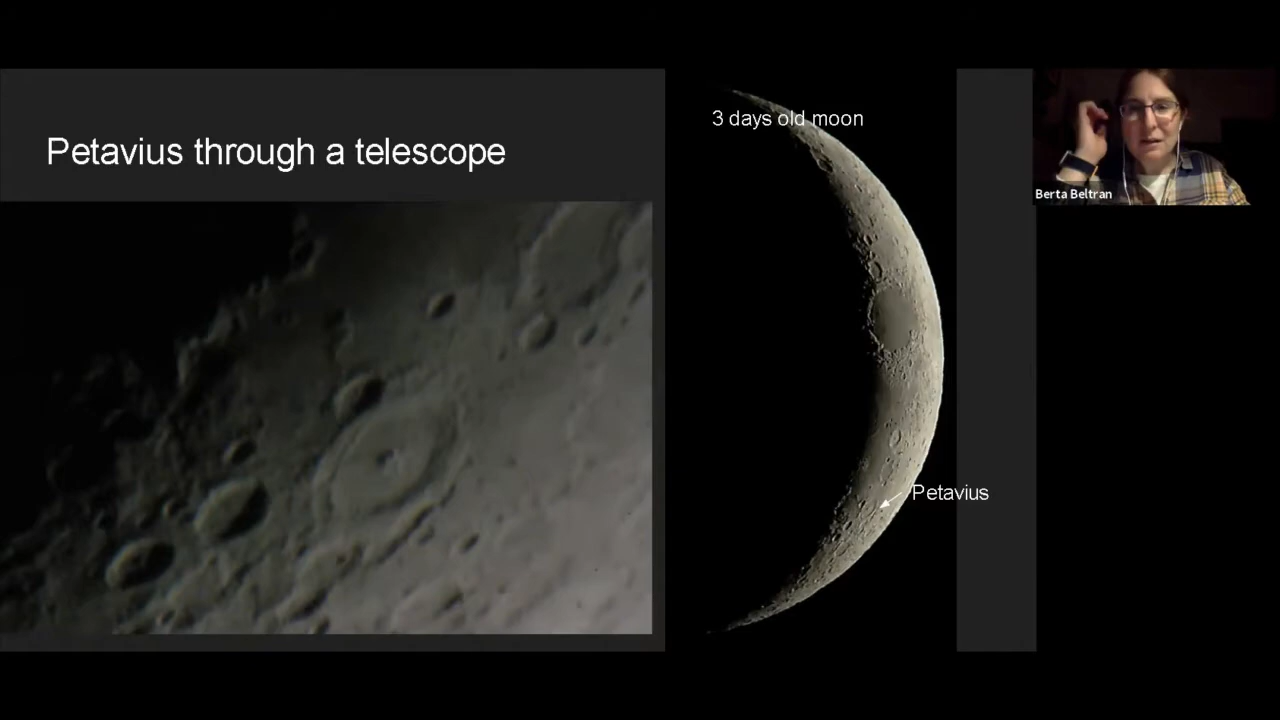 Petavius through a telescope
3 days old moon
Petavius
Berta Beltran